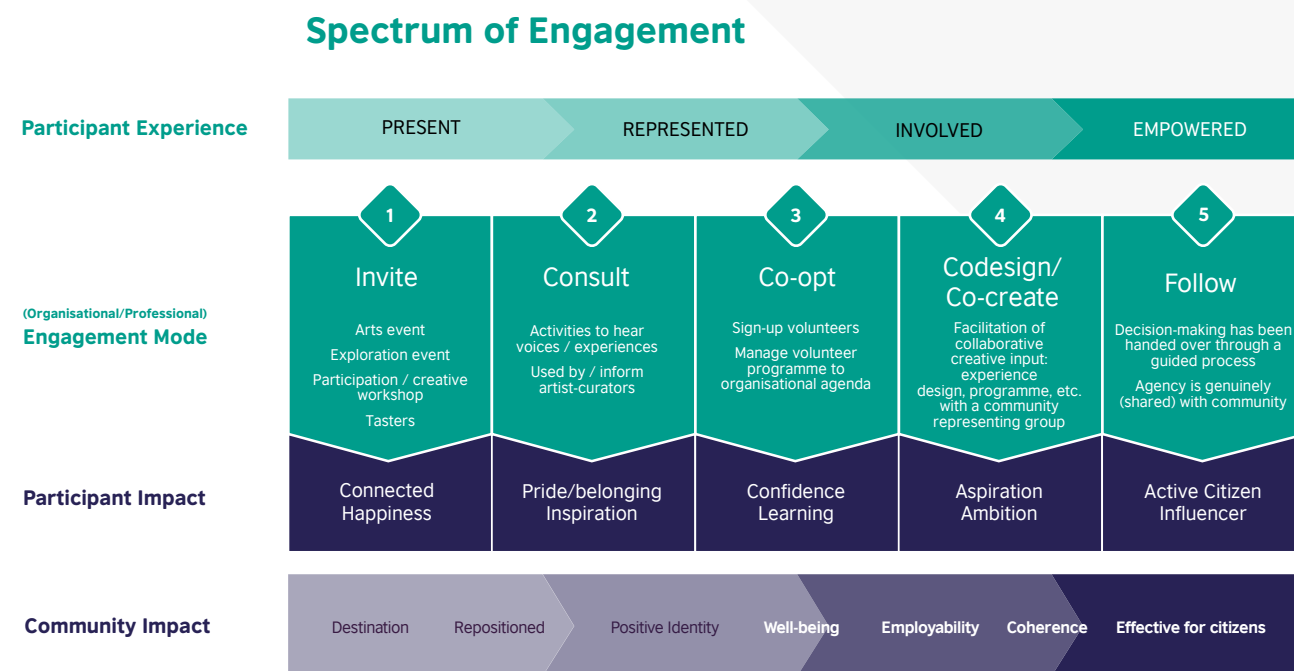 Spectrum of Engagement
Participant Experience
PRESENT
REPRESENTED
INVOLVED
EMPOWERED
(Organisational/Professional)
Engagement Mode
1
Invite
Arts event
Exploration event
Participation / creative
workshop
Tasters
2
Consult
Activities to hear
voices / experiences
Used by / inform
artist-curators
3
Co-opt
Sign-up volunteers
Manage volunteer
programme to
organisational agenda
4
Codesign/
Co-create
Facilitation of
collaborative
creative input:
experience
design, programme, etc.
with a community
representing group
5
Follow
Decision-making has been
handed over through a
guided process
Agency is genuinely
(shared) with community
Participant Impact
Connected
Happiness
Pride/belonging
Inspiration
Confidence
Learning
Aspiration
Ambition
Active Citizen
Influencer
Community Impact
Destination
Repositioned
Positive Identity
Well-being
Employability
Coherence
Effective for citizens